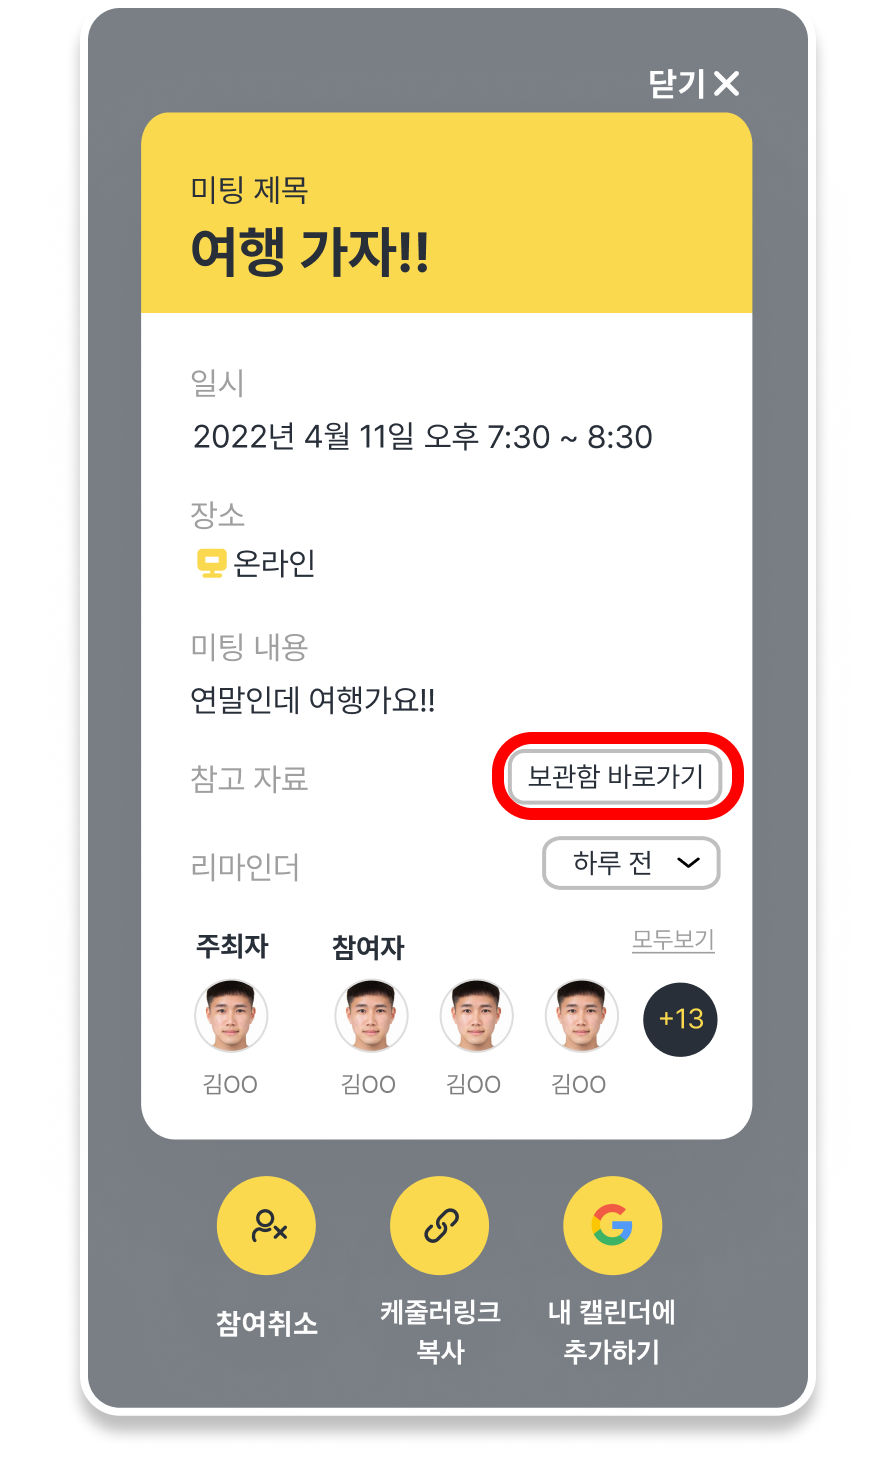 닫기
미팅 제목
여행 가자!!
일시
2022년 4월 11일 오후 7:30 ~ 8:30
장소
온라인
미팅 내용
연말인데 여행가요!!
참고 자료
보관함 바로가기
리마인더
하루 전
주최자 참여자 모두보기
+13
김OO 김OO 김OO 김OO
참여취소
케줄러링크
복사
내 캘린더에
추가하기